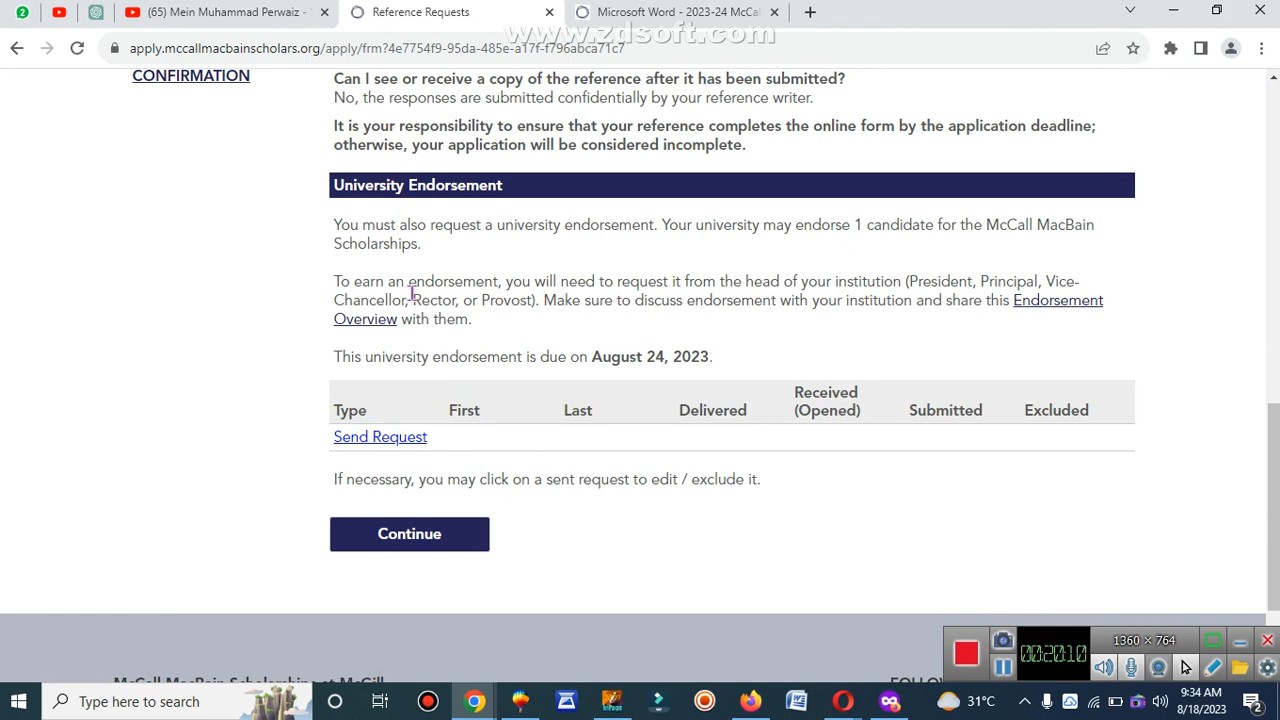 (65) Mein Muhammad Perwaiz -
Reference Requests
Microsoft Word - 2023-24 McCa
apply.mccallmacbainscholars.org/apply/frm?4e7754f9-95da-485e-a17f-f796abca71c7
www.zdsoft.com
CONFIRMATION
Can I see or receive a copy of the reference after it has been submitted?
No, the responses are submitted confidentially by your reference writer.
It is your responsibility to ensure that your reference completes the online form by the application deadline;
otherwise, your application will be considered incomplete.
University Endorsement
You must also request a university endorsement. Your university may endorse 1 candidate for the McCall MacBain
Scholarships.
To earn an endorsement, you will need to request it from the head of your institution (President, Principal, Vice-
Chancellor, Rector, or Provost). Make sure to discuss endorsement with your institution and share this Endorsement
Overview with them.
This university endorsement is due on August 24, 2023.
Type First Last Delivered Received (Opened) Submitted Excluded
Send Request
If necessary, you may click on a sent request to edit / exclude it.
Continue
1360 × 764
00:20:10
Type here to search
31°C
9:34 AM
8/18/2023
2